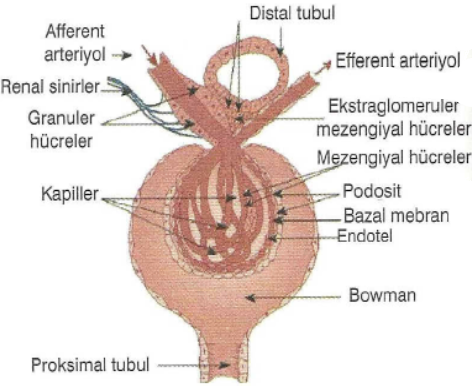 Distal tubul
Afferent
arteriyol
Efferent arteriyol
Renal sinirler
Granuler
hücreler
Ekstraglomeruler
mezengiyal hücreler
Mezengiyal hücreler
Kapiller
Podosit
Bazal mebran
Endotel
Bowman
Proksimal tubul